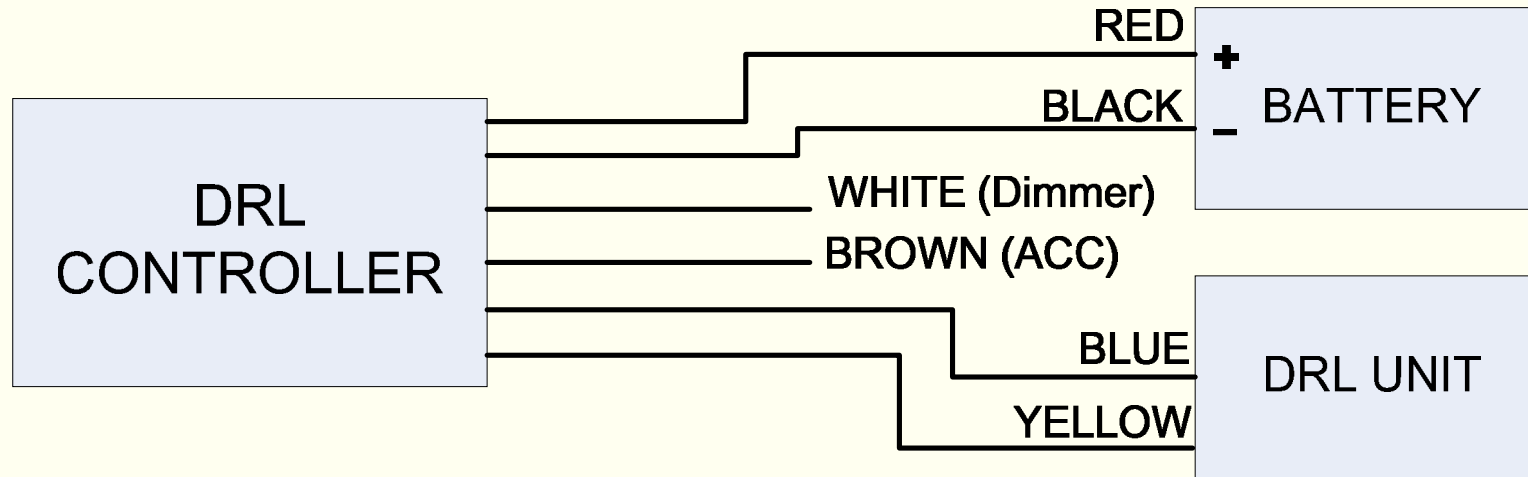 RED
+
BATTERY
BLACK
−
DRL
CONTROLLER
WHITE (Dimmer)
BROWN (ACC)
BLUE
DRL UNIT
YELLOW